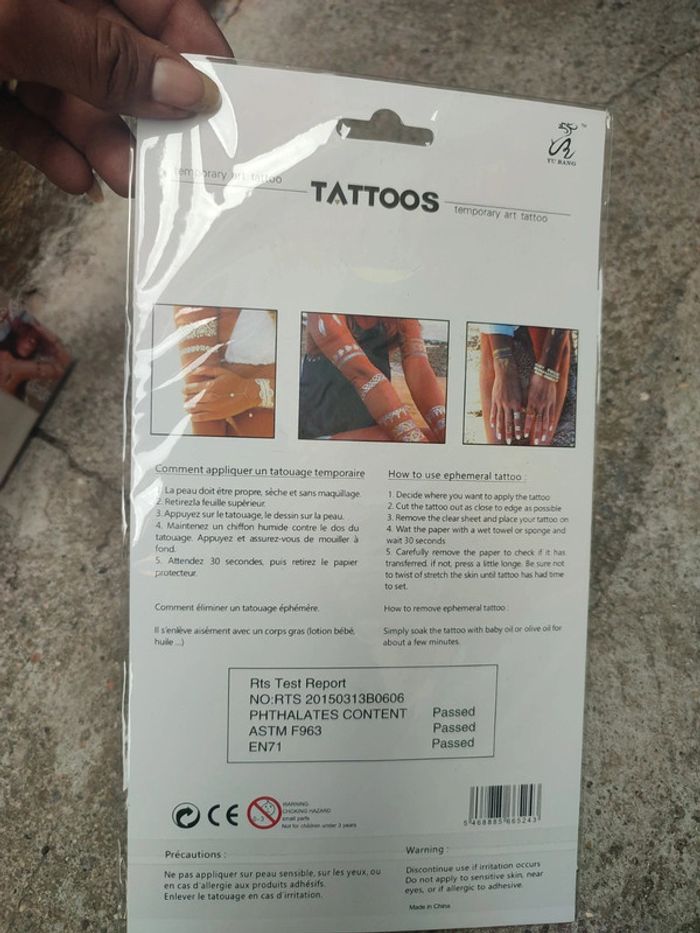 TM
YU BANG
temporary art tattoo
TATTOOS
temporary art tattoo
Comment appliquer un tatouage temporaire
1. La peau doit être propre, sèche et sans maquillage.
2. Retirezla feuille supérieur.
3. Appuyez sur le tatouage, le dessin sur la peau.
4. Maintenez un chiffon humide contre le dos du
tatouage. Appuyez et assurez-vous de mouiller à
fond.
5. Attendez 30 secondes, puis retirez le papier
protecteur.
Comment éliminer un tatouage éphémére.
Il s'enlève aisément avec un corps gras (lotion bébé,
huile ...)
How to use ephemeral tattoo :
1. Decide where you want to apply the tattoo
2. Cut the tattoo out as close to edge as possible
3. Remove the clear sheet and place your tattoo on
4. Wat the paper with a wet towel or sponge and
wait 30 seconds
5. Carefully remove the paper to check if it has
transferred. if not, press a little longe. Be sure not
to twist of stretch the skin until tattoo has had time
to set.
How to remove ephemeral tattoo :
Simply soak the tattoo with baby oil or olive oil for
about a few minutes.
Rts Test Report
NO:RTS 20150313B0606
PHTHALATES CONTENT Passed
ASTM F963 Passed
EN71 Passed
CE
0-3
WARNING:
CHOKING HAZARD
small parts
Not for children under 3 years
5 468885 665243
Précautions :
Ne pas appliquer sur peau sensible, sur les yeux, ou
en cas d'allergie aux produits adhésifs.
Enlever le tatouage en cas d'irritation.
Warning :
Discontinue use if irritation occurs
Do not apply to sensitive skin, near
eyes, or if allergic to adhesive.
Made in China